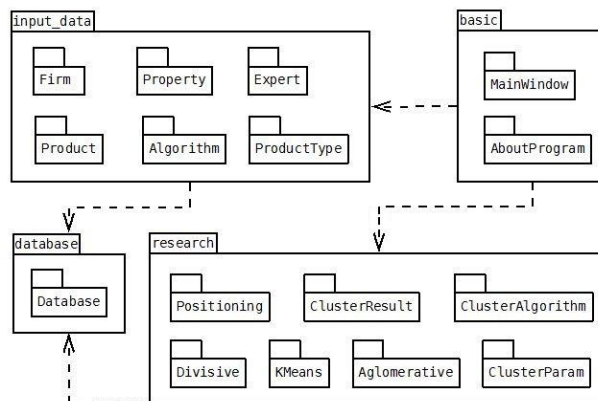 input_data
basic
Firm
Property
Expert
MainWindow
Product
Algorithm
ProductType
AboutProgram
database
research
Database
Positioning
ClusterResult
ClusterAlgorithm
Divisive
KMeans
Aglomerative
ClusterParam